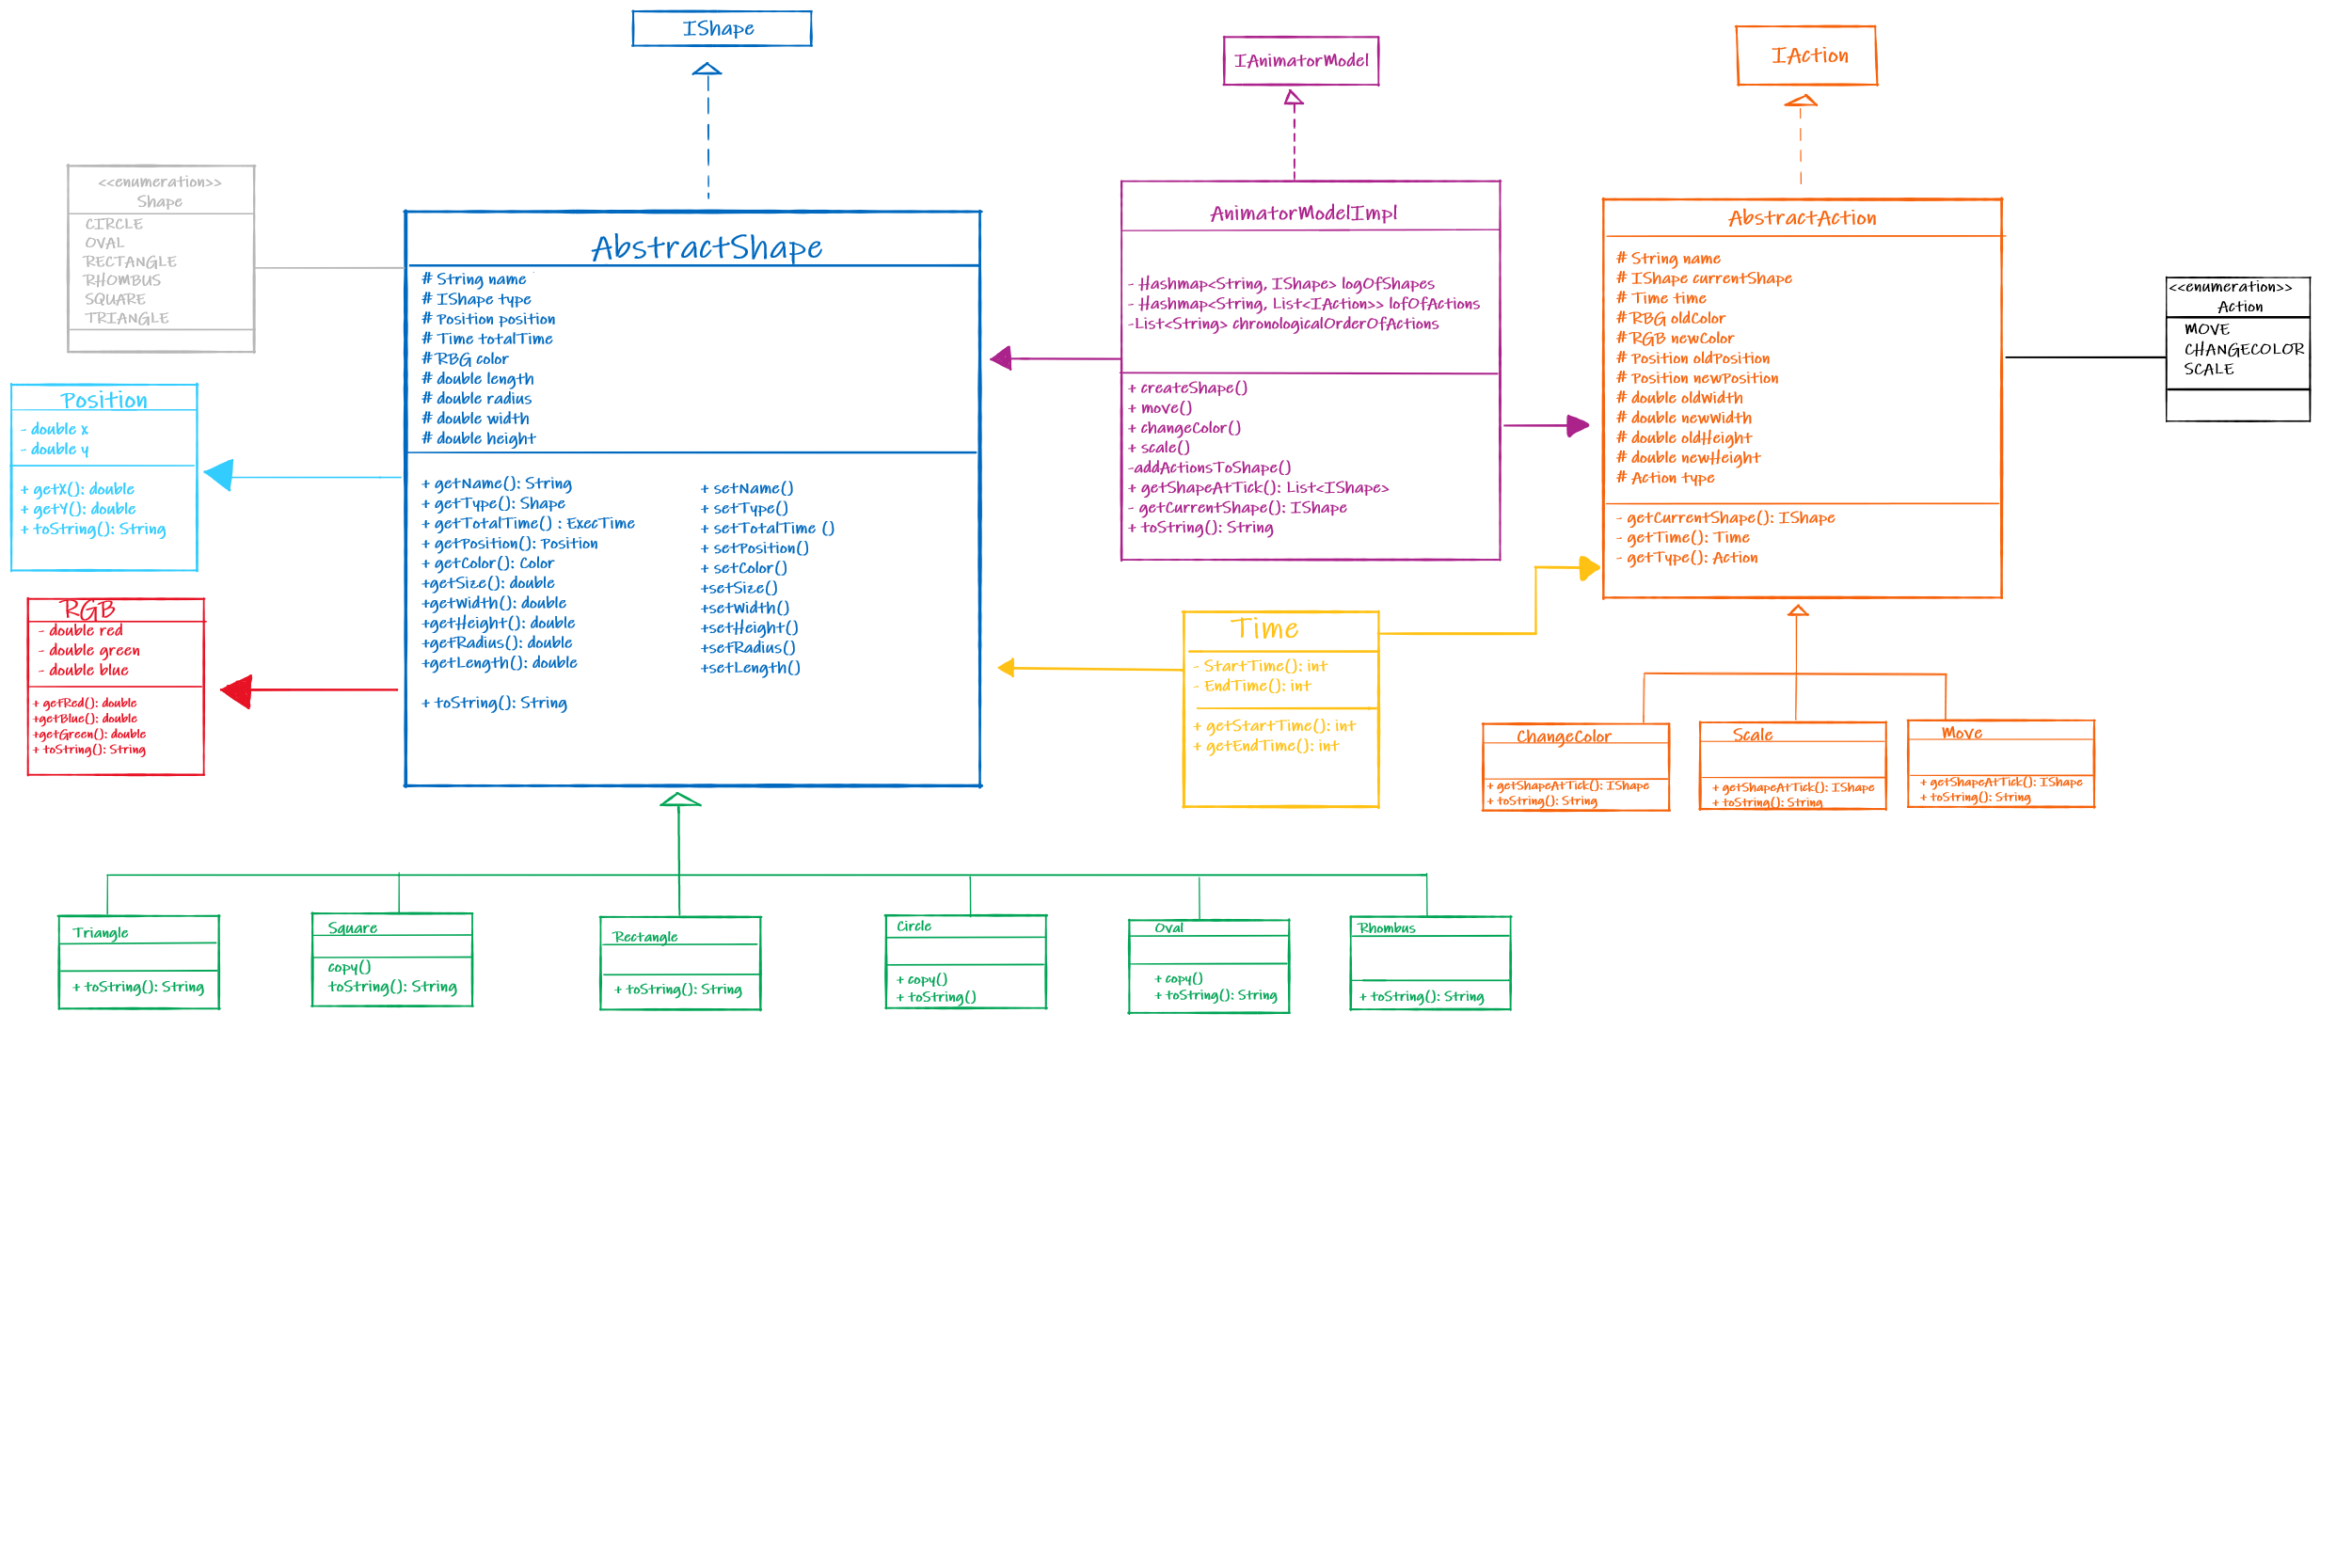 IShape
IAnimatorModel
IAction
<<enumeration>>
Shape
CIRCLE
OVAL
RECTANGLE
RHOMBUS
SQUARE
TRIANGLE
Position
- double x
- double y
+ getX(): double
+ getY(): double
+ toString(): String
RGB
- double red
- double green
- double blue
+ getRed(): double
+getBlue(): double
+getGreen(): double
+ toString(): String
AbstractShape
# String name
# IShape type
# Position position
# Time totalTime
#RBG color
# double length
# double radius
# double width
# double height
+ getName(): String
+ getType(): Shape
+ getTotalTime() : ExecTime
+ getPosition(): Position
+ getColor(): Color
+getSize(): double
+getWidth(): double
+getHeight(): double
+getRadius(): double
+getLength(): double
+ toString(): String
+ setName()
+ setType()
+ setTotalTime ()
+ setPosition()
+ setColor()
+setSize()
+setWidth()
+setHeight()
+setRadius()
+setLength()
AnimatorModelImpl
- Hashmap<String, IShape> logOfShapes
- Hashmap<String, List<IAction>> lofOfActions
-List<String> chronologicalOrderOfActions
+ createShape()
+ move()
+ changeColor()
+ scale()
-addActionsToShape()
+ getShapeAtTick(): List<IShape>
- getCurrentShape(): IShape
+ toString(): String
Time
- StartTime(): int
- EndTime(): int
+ getStartTime(): int
+ getEndTime(): int
AbstractAction
# String name
# IShape currentShape
# Time time
#RBG oldColor
# RGB newColor
# Position oldPosition
# Position newPosition
# double oldWidth
# double newWidth
# double oldHeight
# double newHeight
# Action type
- getCurrentShape(): IShape
- getTime(): Time
- getType(): Action
<<enumeration>>
Action
MOVE
CHANGECOLOR
SCALE
ChangeColor
+ getShapeAtTick(): IShape
+ toString(): String
Scale
+ getShapeAtTick(): IShape
+ toString(): String
Move
+ getShapeAtTick(): IShape
+ toString(): String
Triangle
+ toString(): String
Square
copy()
toString(): String
Rectangle
+ toString(): String
Circle
+ copy()
+ toString()
Oval
+ copy()
+ toString(): String
Rhombus
+ toString(): String